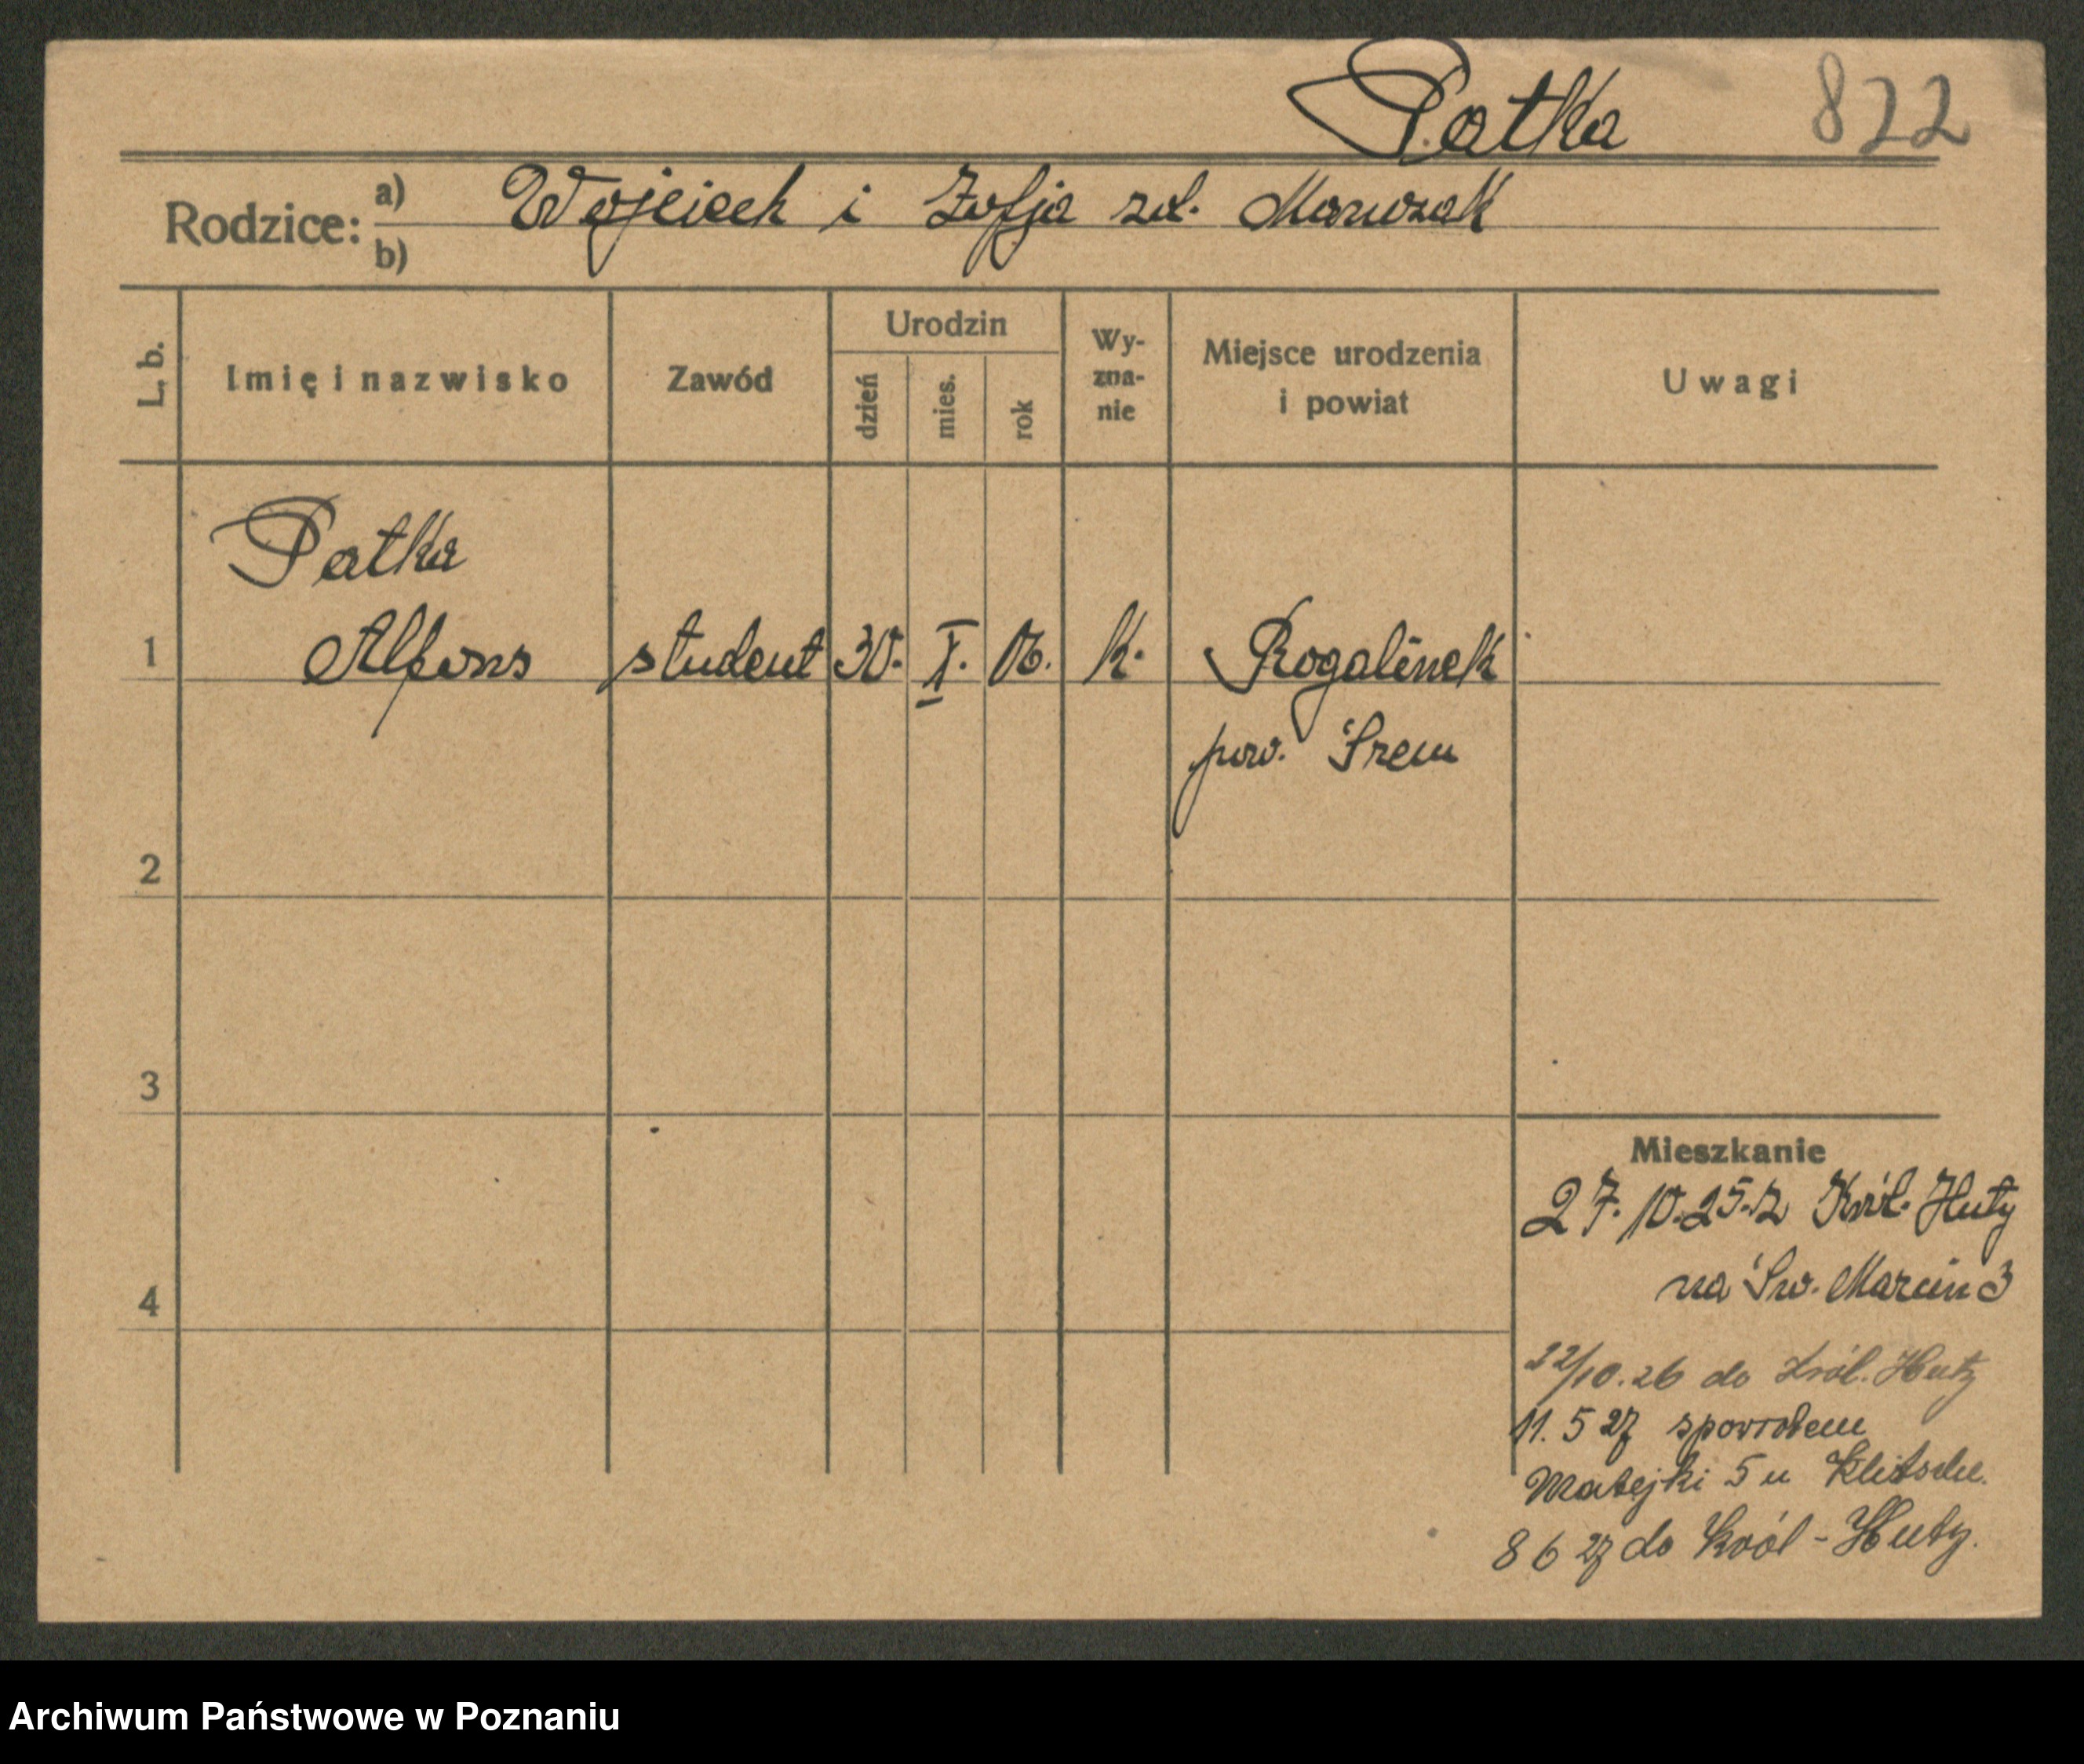 Patka 822
Rodzice: a) Wojciech i Zofja zd.
b)
L. b. Imię i nazwisko Zawód Urodzin dzień mies. rok Wy-zna-nie Miejsce urodzenia i powiat Uwagi
Patka
1 Alfons student 30. X. 06. k. Rogalinek
pow. Śrem
2
3
Mieszkanie
27.10.25. z Król. Huty
4 na Św. Marcin 3
22/10.26 do Król. Huty
11.5 27 spowrotem
Matejki 5 u
8 6 27 do Król-Huty.
Archiwum Państwowe w Poznaniu